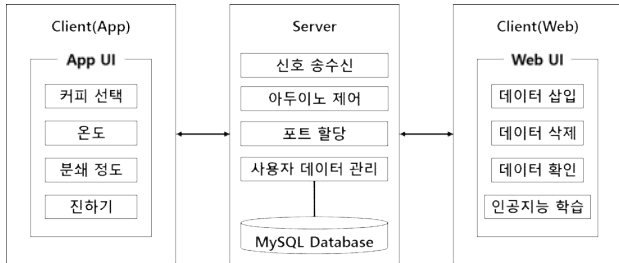 Client(App)
App UI
커피 선택
온도
분쇄 정도
진하기
Server
신호 송수신
아두이노 제어
포트 할당
사용자 데이터 관리
MySQL Database
Client(Web)
Web UI
데이터 삽입
데이터 삭제
데이터 확인
인공지능 학습